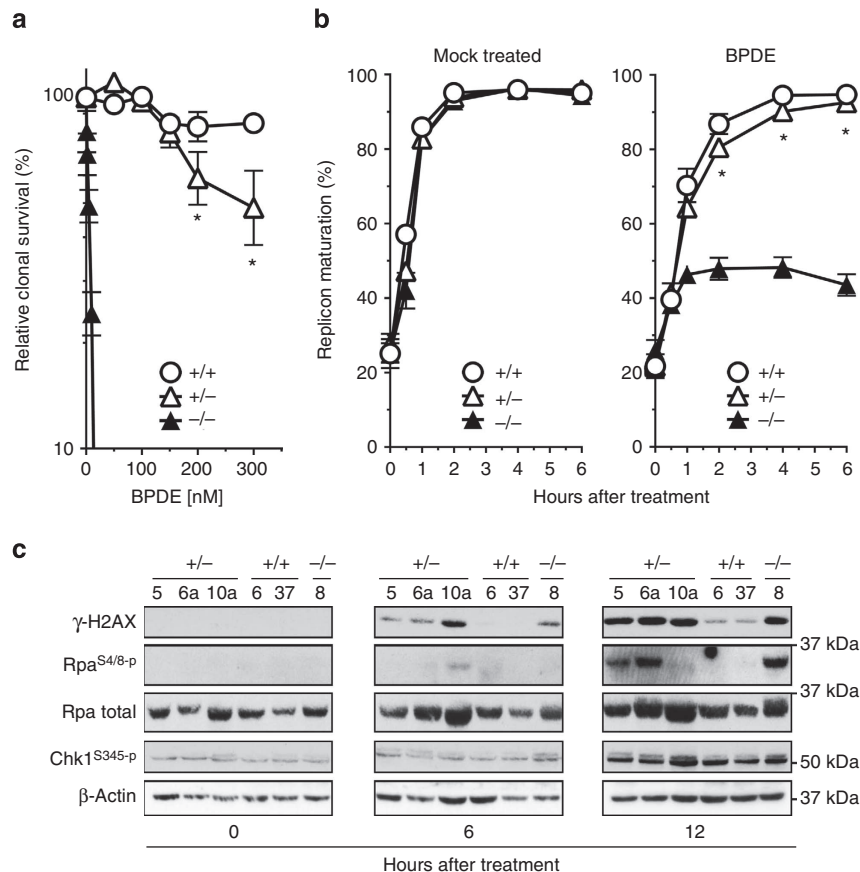 a
Relative clonal survival (%)
100
10
0 100 200 300
BPDE [nM]
* *
+/+
+/−
−/−
b
Mock treated
Replicon maturation (%)
100
80
60
40
20
0
0 1 2 3 4 5 6
+/+
+/−
−/−
BPDE
100
80
60
40
20
0
0 1 2 3 4 5 6
* * *
+/+
+/−
−/−
Hours after treatment
c
+/− +/+ −/− +/− +/+ −/− +/− +/+ −/−
5 6a 10a 6 37 8 5 6a 10a 6 37 8 5 6a 10a 6 37 8
γ-H2AX
37 kDa
RpaS4/8-p
37 kDa
Rpa total
Chk1S345-p
50 kDa
β-Actin
37 kDa
0 6 12
Hours after treatment